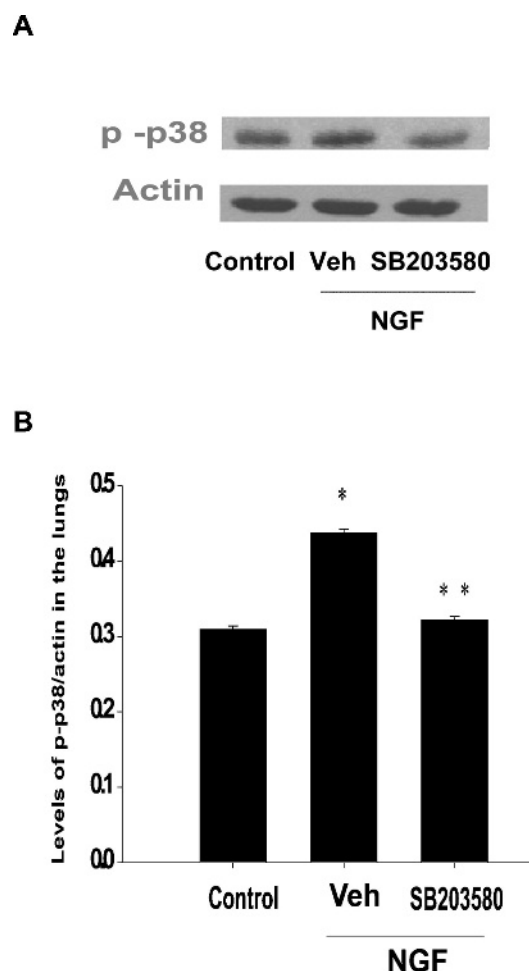 A
p -p38
Actin
Control Veh SB203580
NGF
B
Levels of p-p38/actin in the lungs
0.5
0.4
0.3
0.2
0.1
0.0
*
* *
Control Veh SB203580
NGF